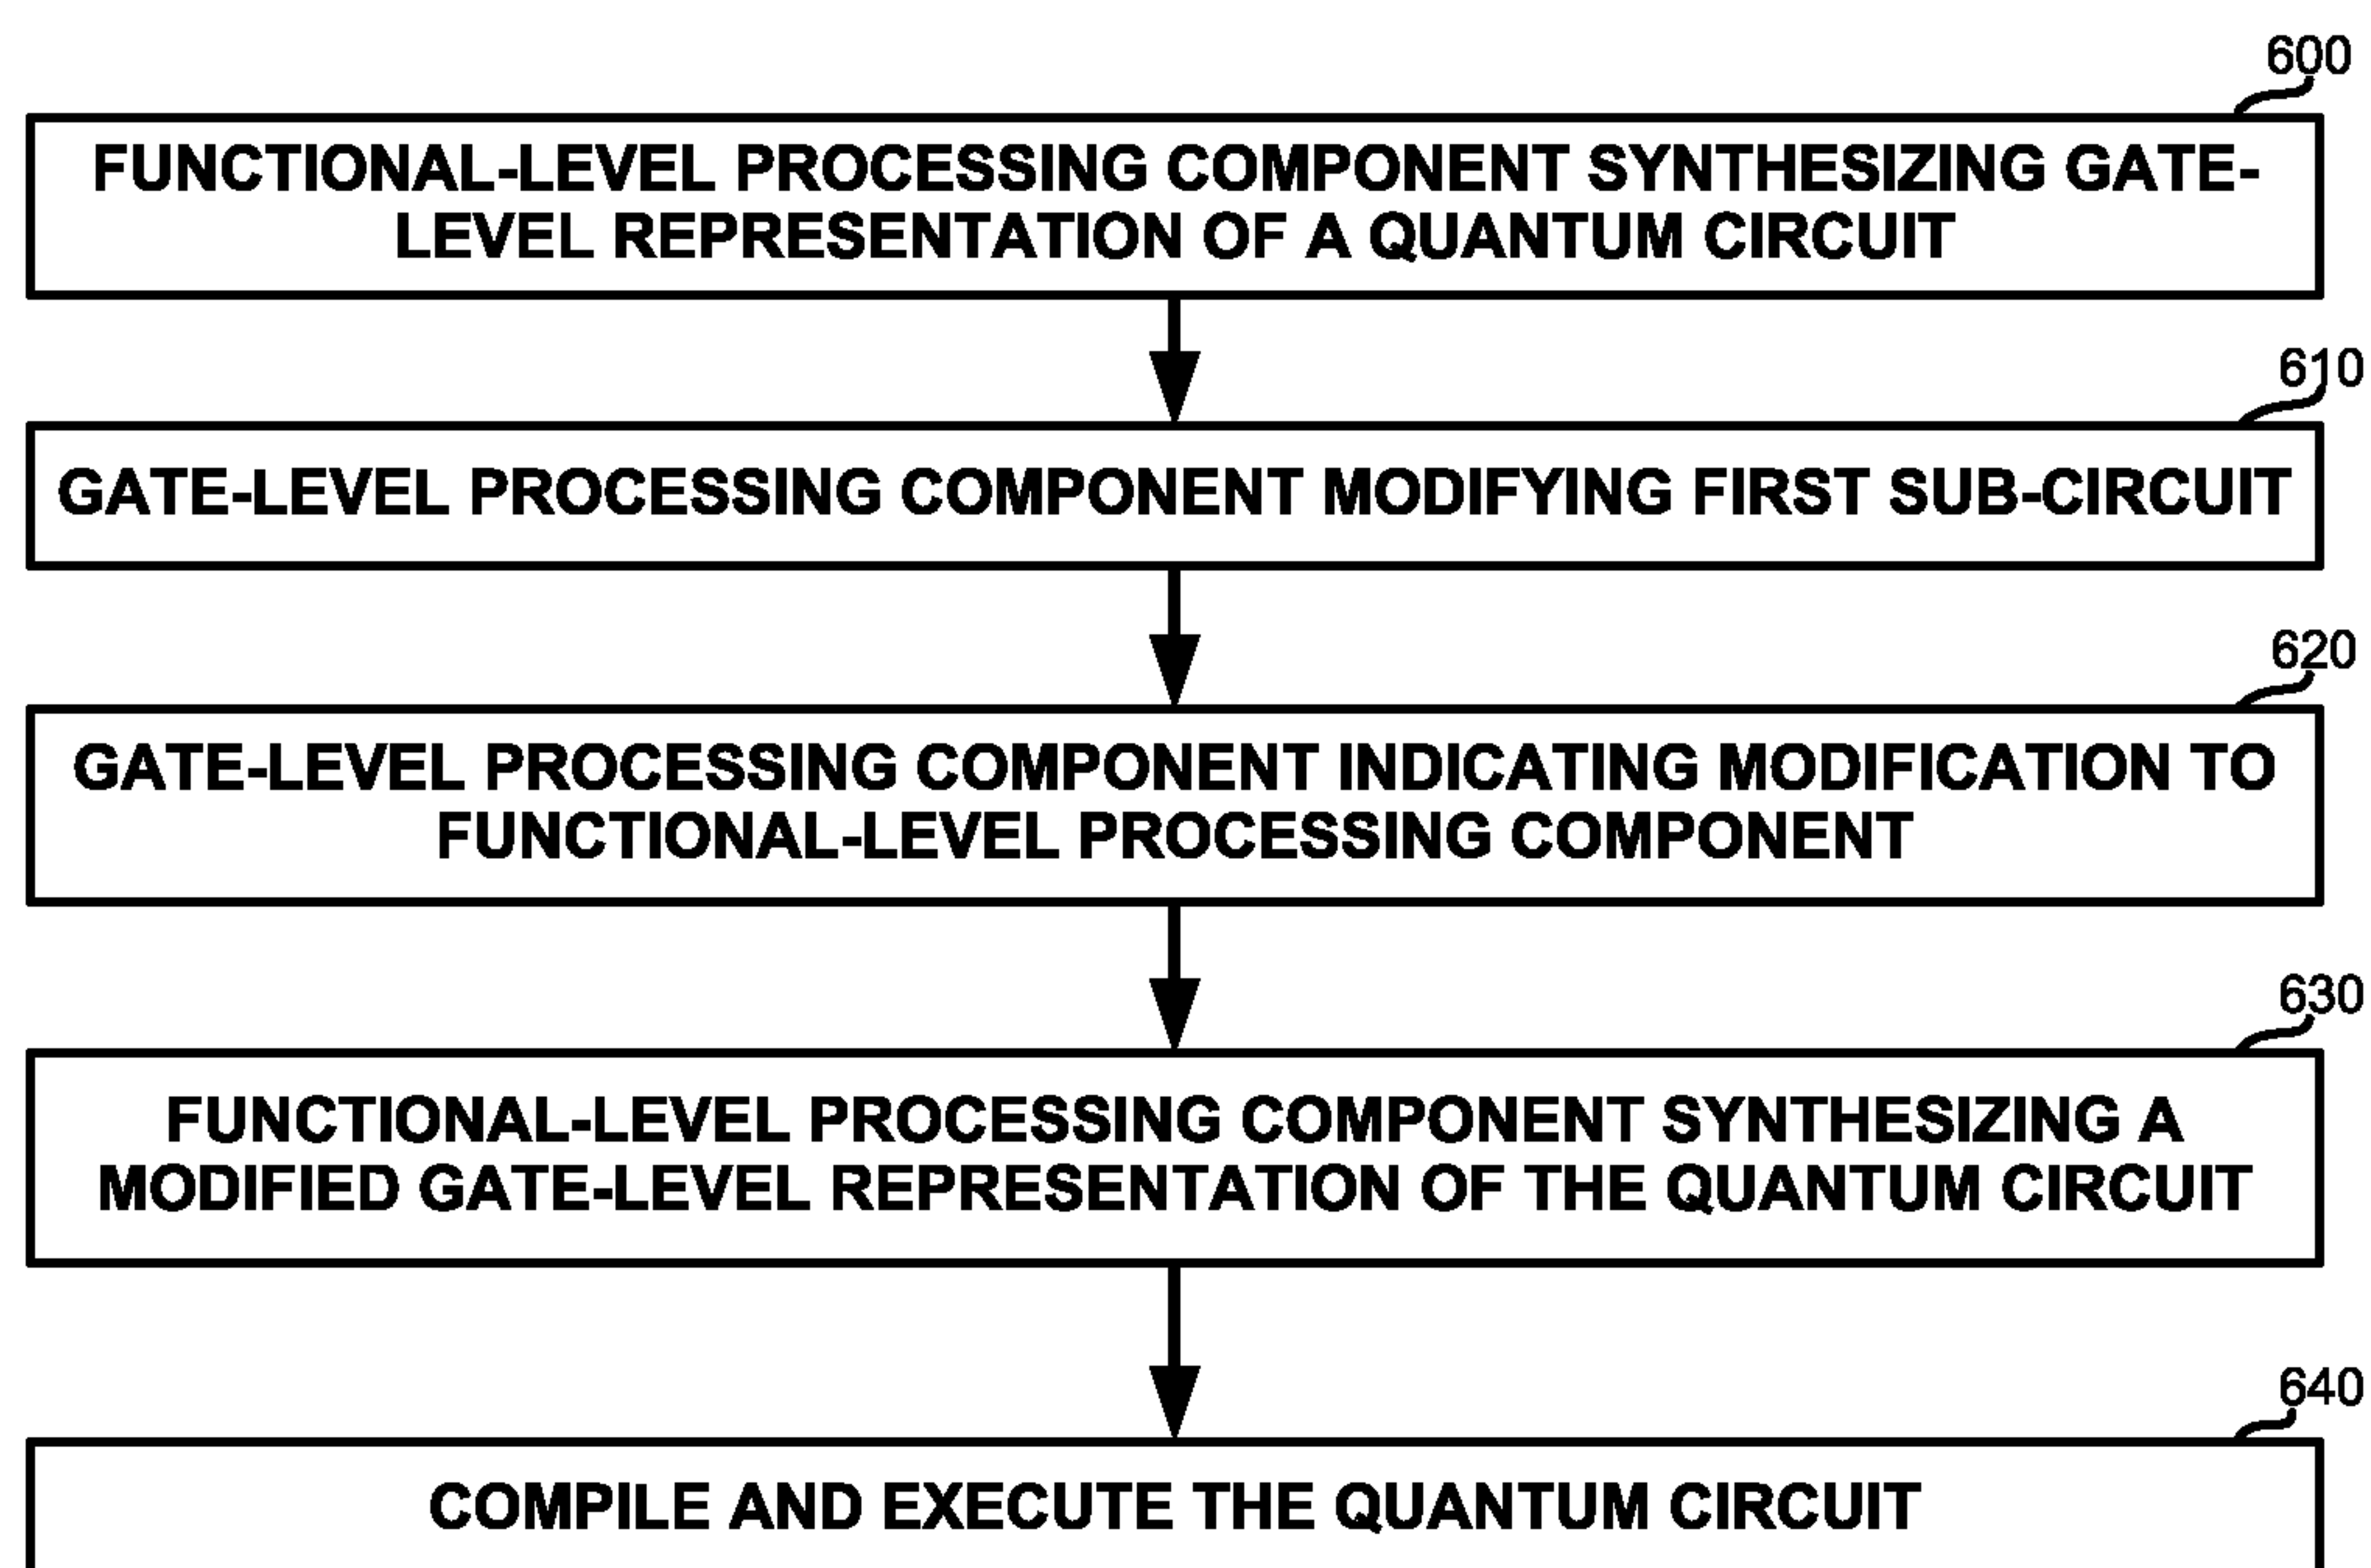 600
FUNCTIONAL-LEVEL PROCESSING COMPONENT SYNTHESIZING GATE-
LEVEL REPRESENTATION OF A QUANTUM CIRCUIT
610
GATE-LEVEL PROCESSING COMPONENT MODIFYING FIRST SUB-CIRCUIT
620
GATE-LEVEL PROCESSING COMPONENT INDICATING MODIFICATION TO
FUNCTIONAL-LEVEL PROCESSING COMPONENT
630
FUNCTIONAL-LEVEL PROCESSING COMPONENT SYNTHESIZING A
MODIFIED GATE-LEVEL REPRESENTATION OF THE QUANTUM CIRCUIT
640
COMPILE AND EXECUTE THE QUANTUM CIRCUIT